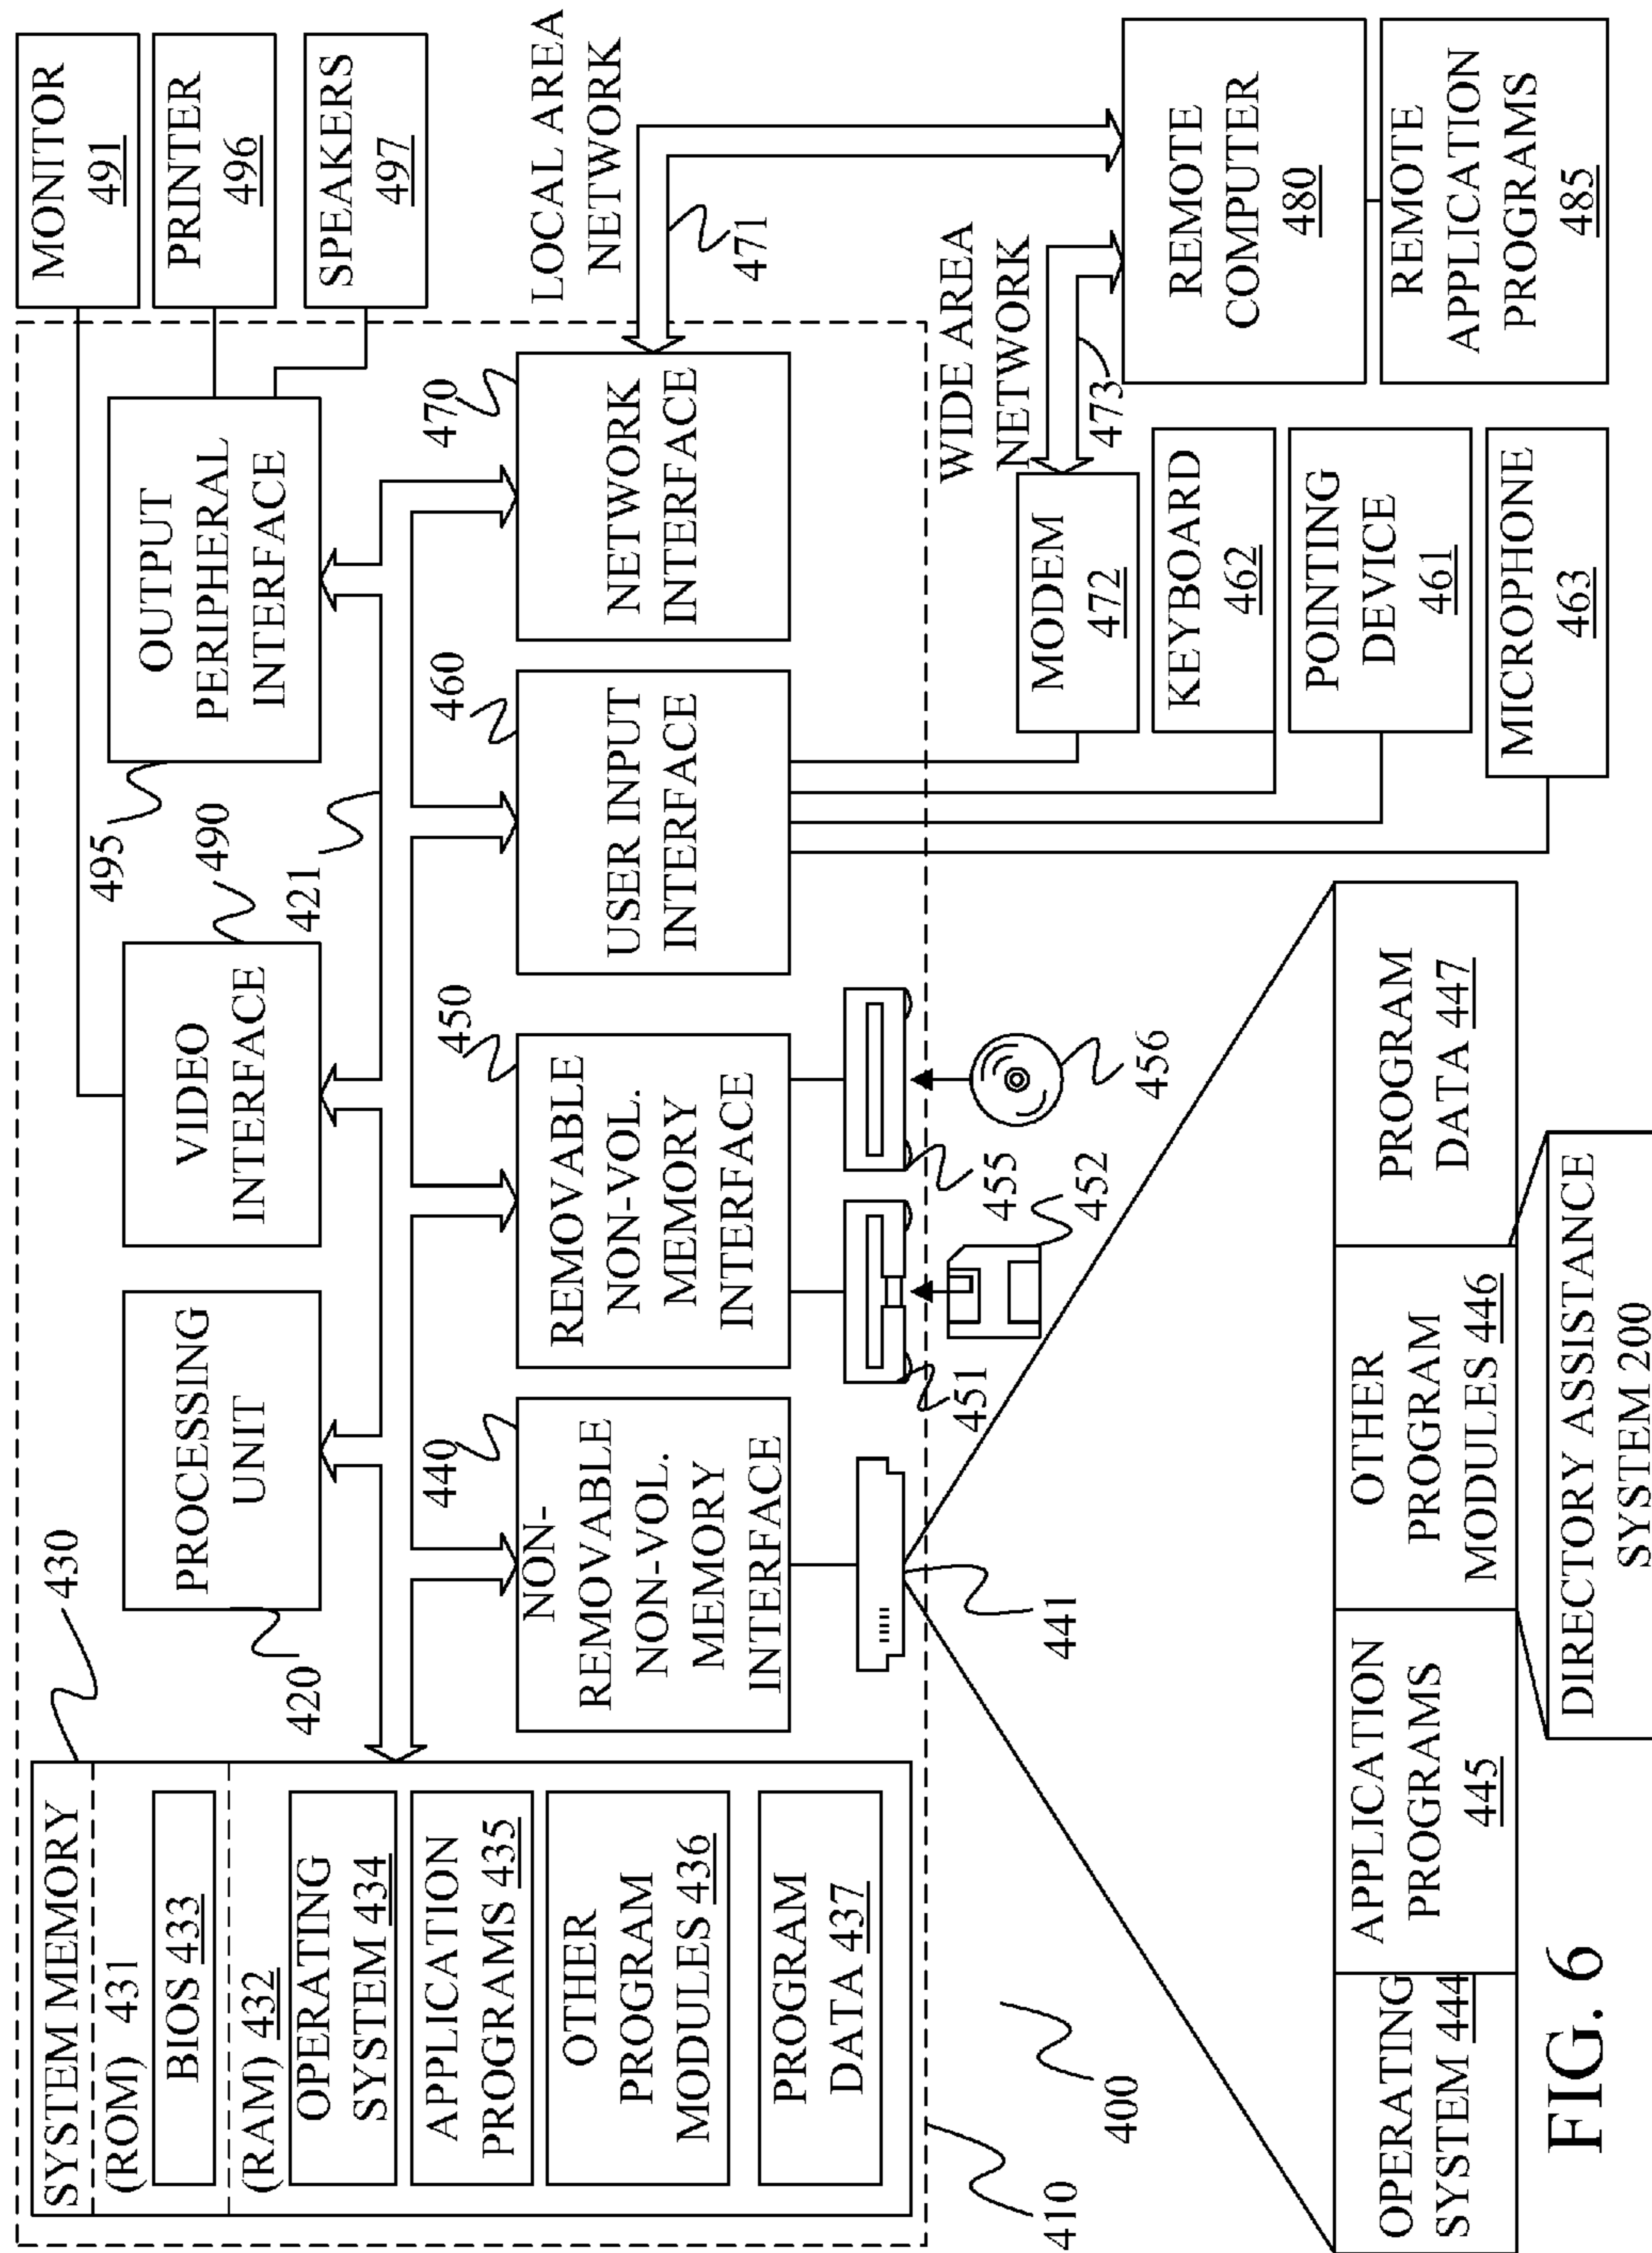 SYSTEM MEMORY
(ROM) 431
BIOS 433
(RAM) 432
OPERATING
SYSTEM 434
APPLICATION
PROGRAMS 435
OTHER
PROGRAM
MODULES 436
PROGRAM
DATA 437
430
PROCESSING
UNIT
420
VIDEO
INTERFACE
490
421
OUTPUT
PERIPHERAL
INTERFACE
495
MONITOR
491
PRINTER
496
SPEAKERS
497
NON-
REMOVABLE
NON-VOL.
MEMORY
INTERFACE
440
REMOVABLE
NON-VOL.
MEMORY
INTERFACE
450
USER INPUT
INTERFACE
460
NETWORK
INTERFACE
470
LOCAL AREA
NETWORK
471
441
451
452
455
456
WIDE AREA
NETWORK
473
MODEM
472
KEYBOARD
462
POINTING
DEVICE
461
MICROPHONE
463
REMOTE
COMPUTER
480
REMOTE
APPLICATION
PROGRAMS
485
410
400
OPERATING
SYSTEM 444
APPLICATION
PROGRAMS
445
OTHER
PROGRAM
MODULES 446
PROGRAM
DATA 447
DIRECTORY ASSISTANCE
SYSTEM 200
FIG. 6